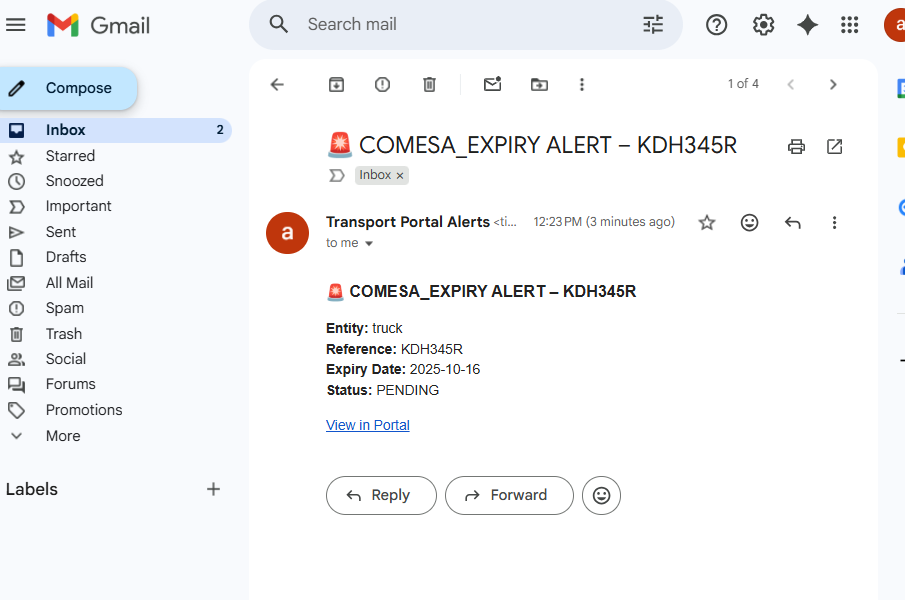 Gmail
Search mail
a
Compose
1 of 4
Inbox 2
🚨 COMESA_EXPIRY ALERT – KDH345R
Starred
Inbox ×
Snoozed
Important
Transport Portal Alerts <ti... 12:23 PM (3 minutes ago)
a
Sent
to me
Drafts
All Mail
🚨 COMESA_EXPIRY ALERT – KDH345R
Spam
Entity: truck
Trash
Reference: KDH345R
Social
Expiry Date: 2025-10-16
Forums
Status: PENDING
Promotions
View in Portal
More
Labels +
Reply
Forward